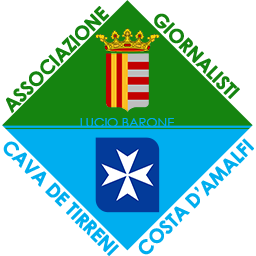 ASSOCIAZIONE
GIORNALISTI
LUCIO BARONE
CAVA DE TIRRENI
COSTA D'AMALFI